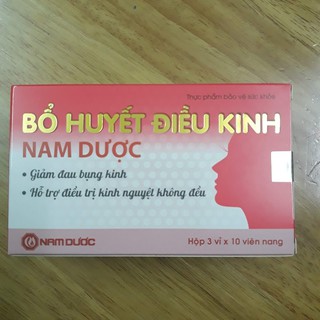 Thực phẩm bảo vệ sức khỏe
BỔ HUYẾT ĐIỀU KINH
NAM DƯỢC
• Giảm đau bụng kinh
• Hỗ trợ điều trị kinh nguyệt không đều
NAM DƯỢC
Hộp 3 vỉ x 10 viên nang